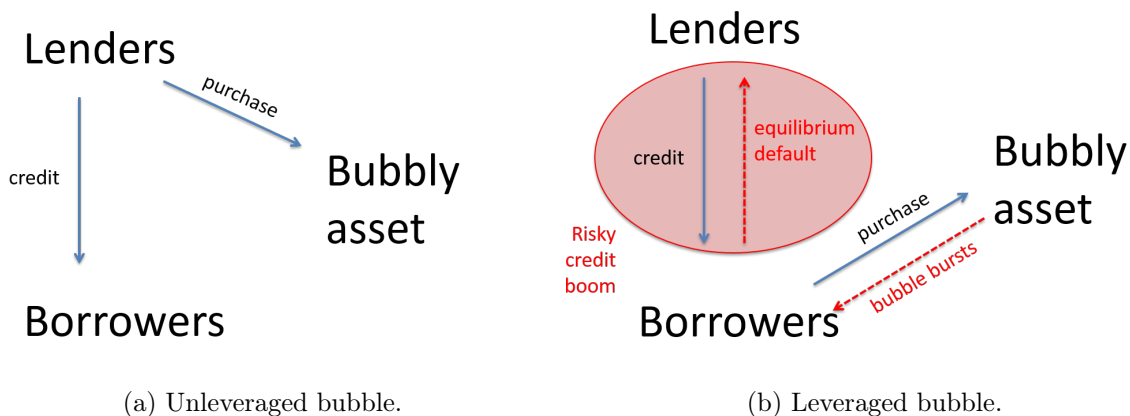 Lenders
purchase
credit
Bubbly
asset
Borrowers
(a) Unleveraged bubble.
Lenders
credit
equilibrium
default
Bubbly
asset
purchase
Risky
credit
boom
bubble bursts
Borrowers
(b) Leveraged bubble.